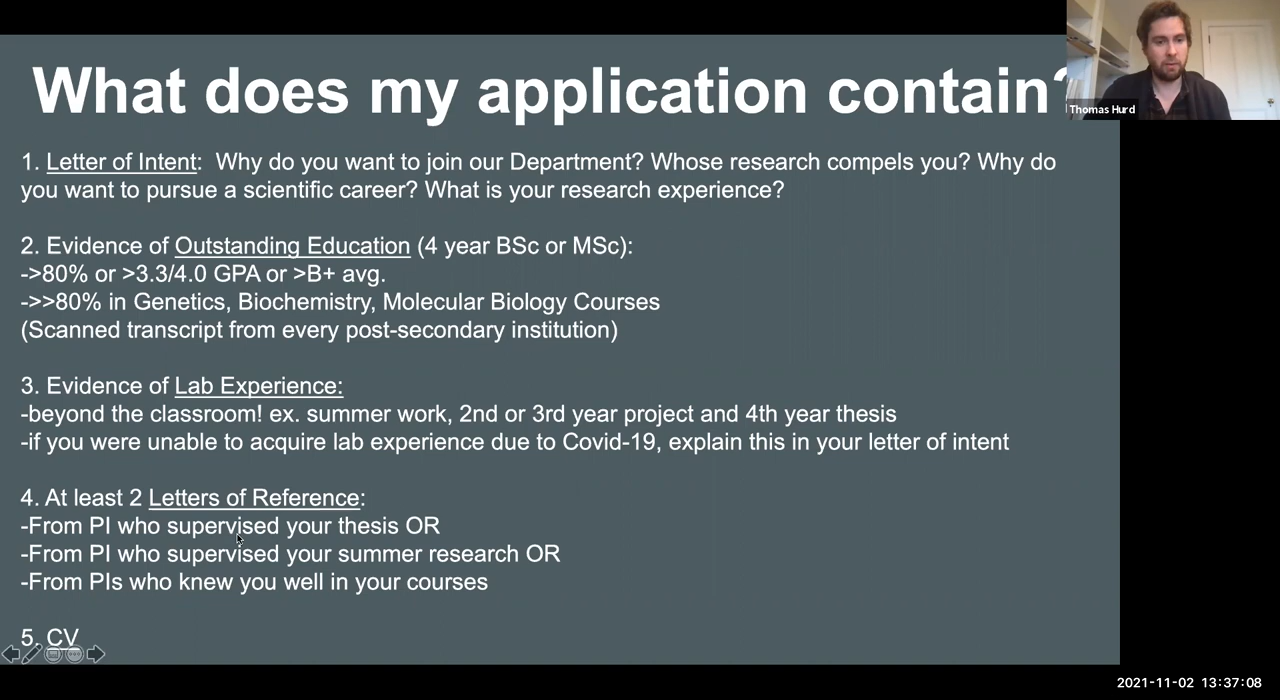 What does my application contain?
Thomas Hurd
1. Letter of Intent:  Why do you want to join our Department? Whose research compels you? Why do
you want to pursue a scientific career? What is your research experience?
2. Evidence of Outstanding Education (4 year BSc or MSc):
->80% or >3.3/4.0 GPA or >B+ avg.
->>80% in Genetics, Biochemistry, Molecular Biology Courses
(Scanned transcript from every post-secondary institution)
3. Evidence of Lab Experience:
-beyond the classroom! ex. summer work, 2nd or 3rd year project and 4th year thesis
-if you were unable to acquire lab experience due to Covid-19, explain this in your letter of intent
4. At least 2 Letters of Reference:
-From PI who supervised your thesis OR
-From PI who supervised your summer research OR
-From PIs who knew you well in your courses
5. CV
2021-11-02 13:37:08